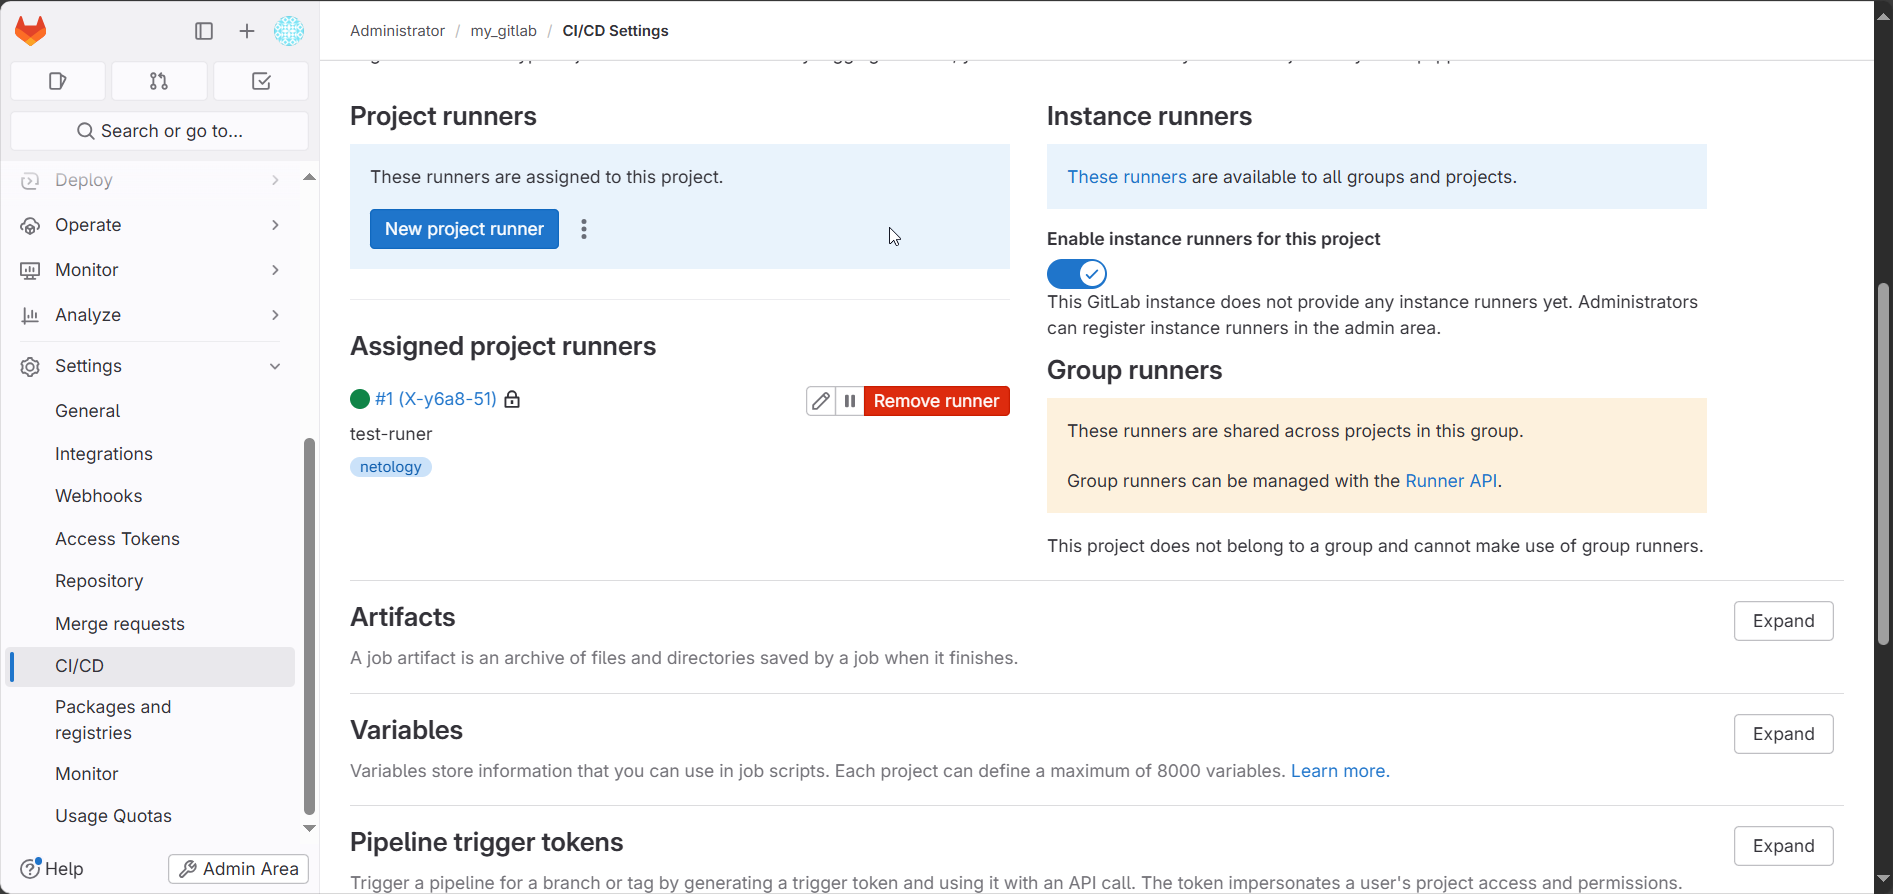 Administrator / my_gitlab / CI/CD Settings
Search or go to...
Deploy
Operate
Monitor
Analyze
Settings
General
Integrations
Webhooks
Access Tokens
Repository
Merge requests
CI/CD
Packages and
registries
Monitor
Usage Quotas
Help
Admin Area
Project runners
These runners are assigned to this project.
New project runner
Assigned project runners
#1 (X-y6a8-51)
Remove runner
test-runer
netology
Instance runners
These runners are available to all groups and projects.
Enable instance runners for this project
This GitLab instance does not provide any instance runners yet. Administrators
can register instance runners in the admin area.
Group runners
These runners are shared across projects in this group.
Group runners can be managed with the Runner API.
This project does not belong to a group and cannot make use of group runners.
Artifacts
Expand
A job artifact is an archive of files and directories saved by a job when it finishes.
Variables
Expand
Variables store information that you can use in job scripts. Each project can define a maximum of 8000 variables. Learn more.
Pipeline trigger tokens
Expand
Trigger a pipeline for a branch or tag by generating a trigger token and using it with an API call. The token impersonates a user's project access and permissions.